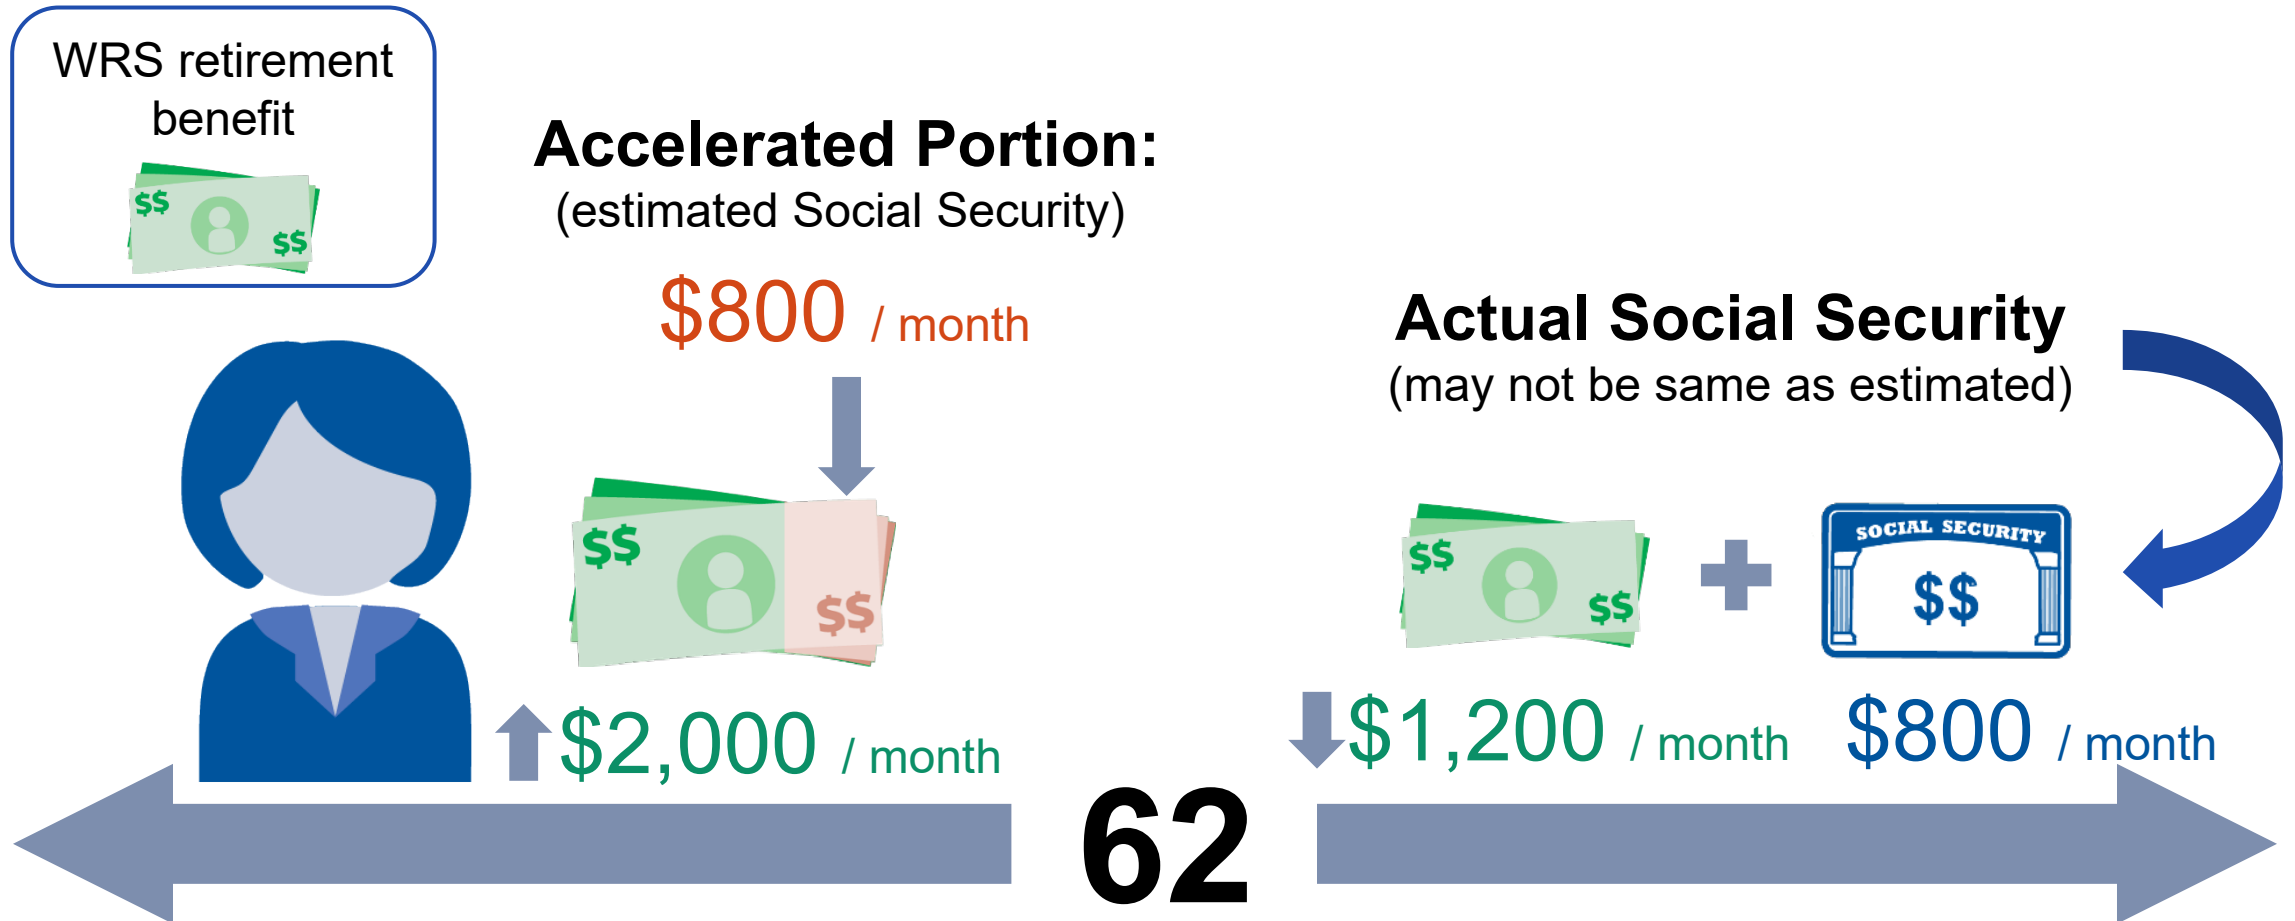 WRS retirement
benefit
$$
$$
Accelerated Portion:
(estimated Social Security)
$800 / month
$$
$$
$2,000 / month
62
Actual Social Security
(may not be same as estimated)
$$
$$
SOCIAL SECURITY
$$
$1,200 / month
$800 / month